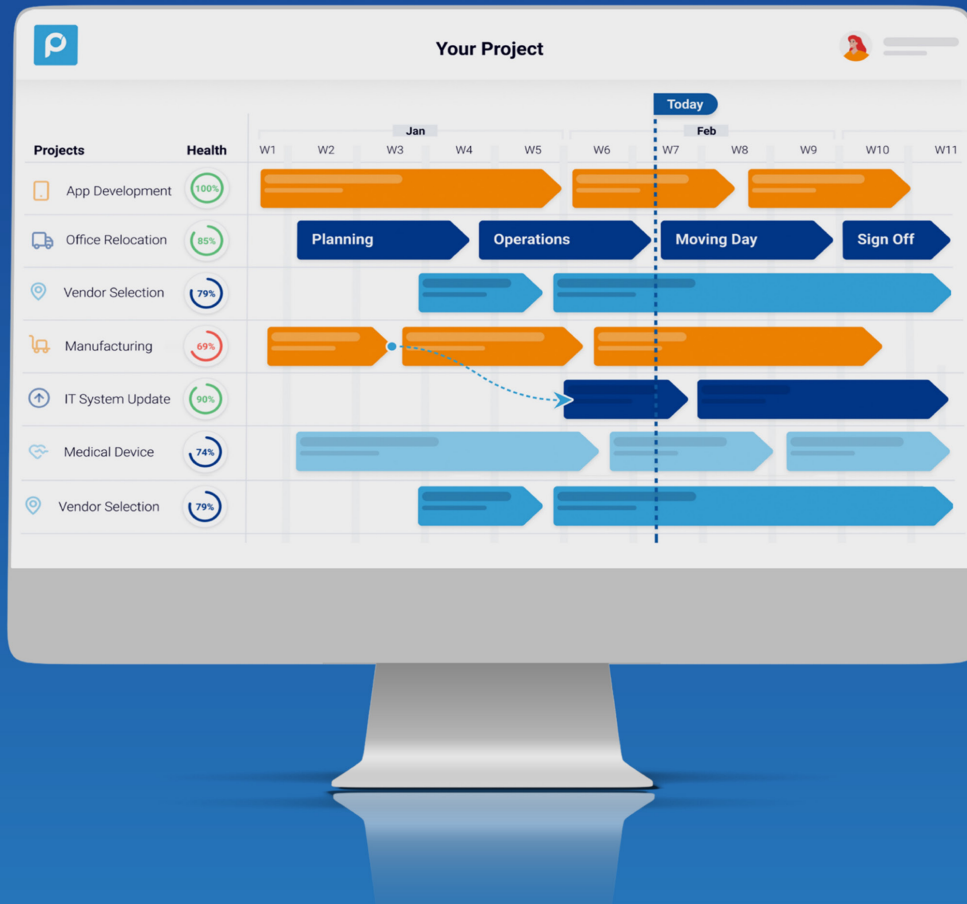 P
Your Project
Today
Jan Feb
Projects Health W1 W2 W3 W4 W5 W6 W7 W8 W9 W10 W11
App Development 100%
Office Relocation 85% Planning Operations Moving Day Sign Off
Vendor Selection 79%
Manufacturing 69%
IT System Update 90%
Medical Device 74%
Vendor Selection 79%